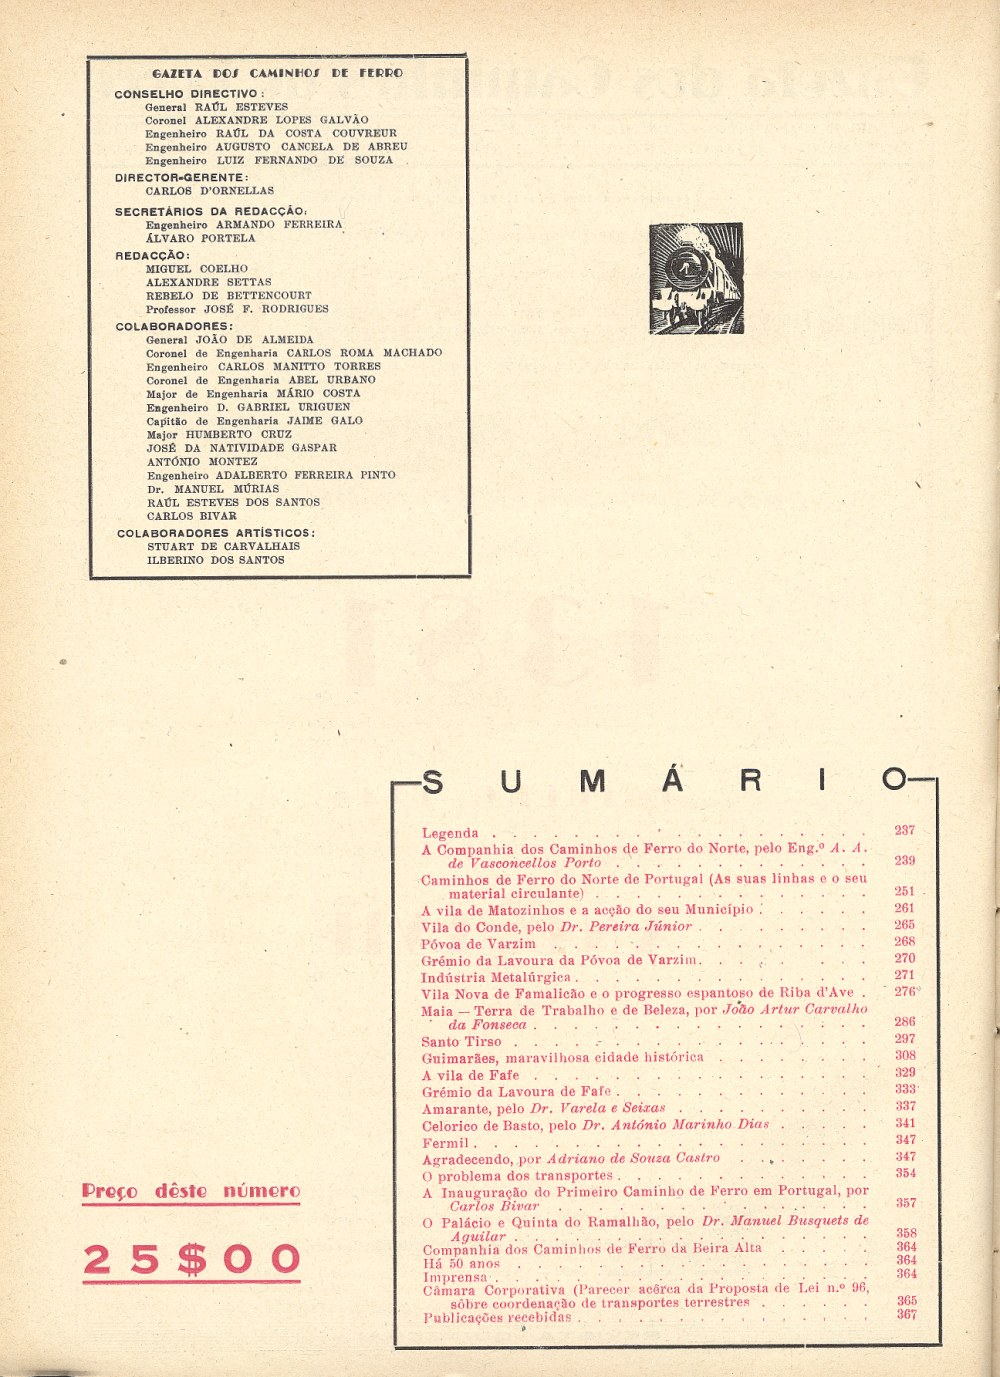 GAZETA DOS CAMINHOS DE FERRO
CONSELHO DIRECTIVO:
General RAÚL ESTEVES
Coronel ALEXANDRE LOPES GALVÃO
Engenheiro RAÚL DA COSTA COUVREUR
Engenheiro AUGUSTO CANCELA DE ABREU
Engenheiro LUIZ FERNANDO DE SOUZA
DIRECTOR-GERENTE:
CARLOS D'ORNELLAS
SECRETÁRIOS DA REDACÇÃO:
Engenheiro ARMANDO FERREIRA
ÁLVARO PORTELA
REDACÇÃO:
MIGUEL COELHO
ALEXANDRE SETTAS
REBELO DE BETTENCOURT
Professor JOSÉ F. RODRIGUES
COLABORADORES:
General JOÃO DE ALMEIDA
Coronel de Engenharia CARLOS ROMA MACHADO
Engenheiro CARLOS MANITTO TORRES
Coronel de Engenharia ABEL URBANO
Major de Engenharia MÁRIO COSTA
Engenheiro D. GABRIEL URIGUEN
Capitão de Engenharia JAIME GALO
Major HUMBERTO CRUZ
JOSÉ DA NATIVIDADE GASPAR
ANTÓNIO MONTEZ
Engenheiro ADALBERTO FERREIRA PINTO
Dr. MANUEL MÚRIAS
RAÚL ESTEVES DOS SANTOS
CARLOS BIVAR
COLABORADORES ARTÍSTICOS:
STUART DE CARVALHAIS
ILBERINO DOS SANTOS
SUMÁRIO
Legenda . . . . . . . . . . . . . . . . . . 237
A Companhia dos Caminhos de Ferro do Norte, pelo Eng.º A. A.
de Vasconcellos Porto . . . . . . . . . . . . . 239
Caminhos de Ferro do Norte de Portugal (As suas linhas e o seu
material circulante) . . . . . . . . . . . . . . 251
A vila de Matozinhos e a acção do seu Município . . . . . . 261
Vila do Conde, pelo Dr. Pereira Júnior . . . . . . . . . 265
Póvoa de Varzim . . . . . . . . . . . . . . . . 268
Grémio da Lavoura da Póvoa de Varzim . . . . . . . . . 270
Indústria Metalúrgica . . . . . . . . . . . . . . . 271
Vila Nova de Famalicão e o progresso espantoso de Riba d'Ave . 276
Maia — Terra de Trabalho e de Beleza, por João Artur Carvalho
da Fonseca . . . . . . . . . . . . . . . . . 286
Santo Tirso . . . . . . . . . . . . . . . . . . 297
Guimarães, maravilhosa cidade histórica . . . . . . . . 308
A vila de Fafe . . . . . . . . . . . . . . . . . 329
Grémio da Lavoura de Fafe . . . . . . . . . . . . . 333
Amarante, pelo Dr. Varela e Seixas . . . . . . . . . . 337
Celorico de Basto, pelo Dr. António Marinho Dias . . . . . 341
Fermil . . . . . . . . . . . . . . . . . . . . 347
Agradecendo, por Adriano de Souza Castro . . . . . . . 347
O problema dos transportes . . . . . . . . . . . . . 354
A Inauguração do Primeiro Caminho de Ferro em Portugal, por
Carlos Bivar . . . . . . . . . . . . . . . . 357
O Palácio e Quinta do Ramalhão, pelo Dr. Manuel Busquets de
Aguilar . . . . . . . . . . . . . . . . . . 358
Companhia dos Caminhos de Ferro da Beira Alta . . . . . 364
Há 50 anos . . . . . . . . . . . . . . . . . . 364
Imprensa . . . . . . . . . . . . . . . . . . . 364
Câmara Corporativa (Parecer acêrca da Proposta de Lei n.º 96,
sôbre coordenação de transportes terrestres . . . . . . 365
Publicações recebidas . . . . . . . . . . . . . . . 367
Preço dêste número
25$00